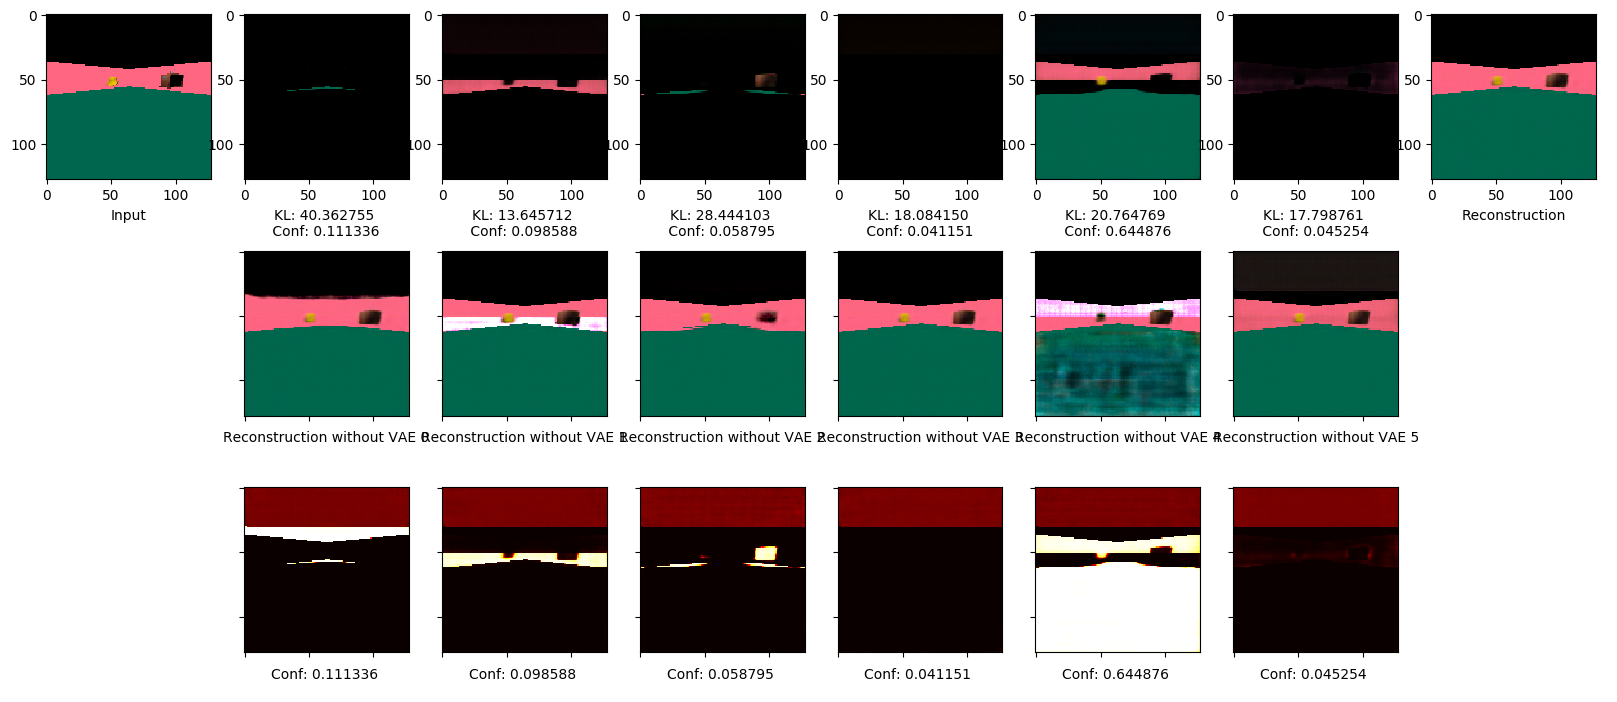 0
50
100
0
50
100
Input
0
50
100
0
50
100
KL: 40.362755
Conf: 0.111336
0
50
100
0
50
100
KL: 13.645712
Conf: 0.098588
0
50
100
0
50
100
KL: 28.444103
Conf: 0.058795
0
50
100
0
50
100
KL: 18.084150
Conf: 0.041151
0
50
100
0
50
100
KL: 20.764769
Conf: 0.644876
0
50
100
0
50
100
KL: 17.798761
Conf: 0.045254
0
50
100
0
50
100
Reconstruction
Reconstruction without VAE 0
Reconstruction without VAE 1
Reconstruction without VAE 2
Reconstruction without VAE 3
Reconstruction without VAE 4
Reconstruction without VAE 5
Conf: 0.111336
Conf: 0.098588
Conf: 0.058795
Conf: 0.041151
Conf: 0.644876
Conf: 0.045254